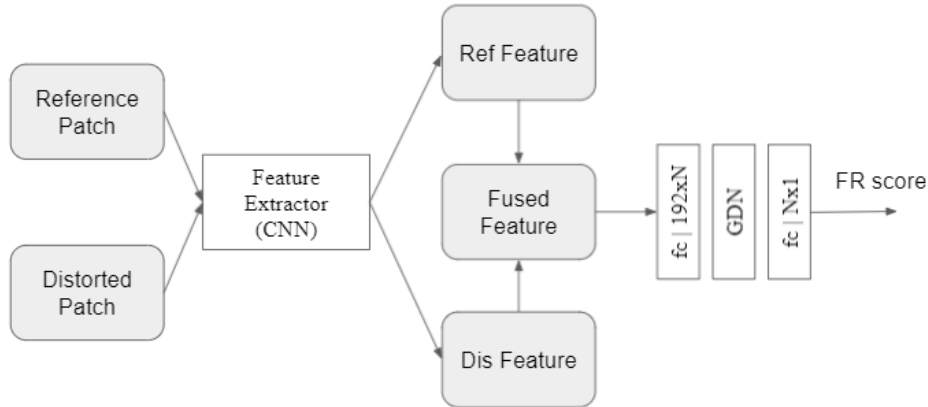 Reference
Patch
Distorted
Patch
Feature
Extractor
(CNN)
Ref Feature
Fused
Feature
Dis Feature
fc | 192xN
GDN
fc | Nx1
FR score